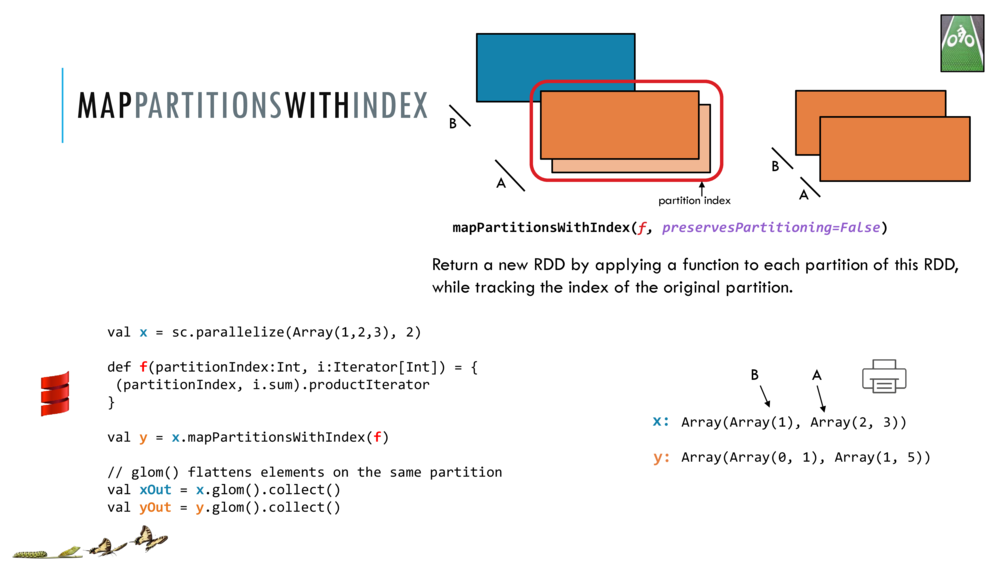 MAPPARTITIONSWITHINDEX
B
A
partition index
B
A
mapPartitionsWithIndex(f, preservesPartitioning=False)
Return a new RDD by applying a function to each partition of this RDD,
while tracking the index of the original partition.
val x = sc.parallelize(Array(1,2,3), 2)
def f(partitionIndex:Int, i:Iterator[Int]) = {
(partitionIndex, i.sum).productIterator
}
val y = x.mapPartitionsWithIndex(f)
// glom() flattens elements on the same partition
val xOut = x.glom().collect()
val yOut = y.glom().collect()
B A
x: Array(Array(1), Array(2, 3))
y: Array(Array(0, 1), Array(1, 5))